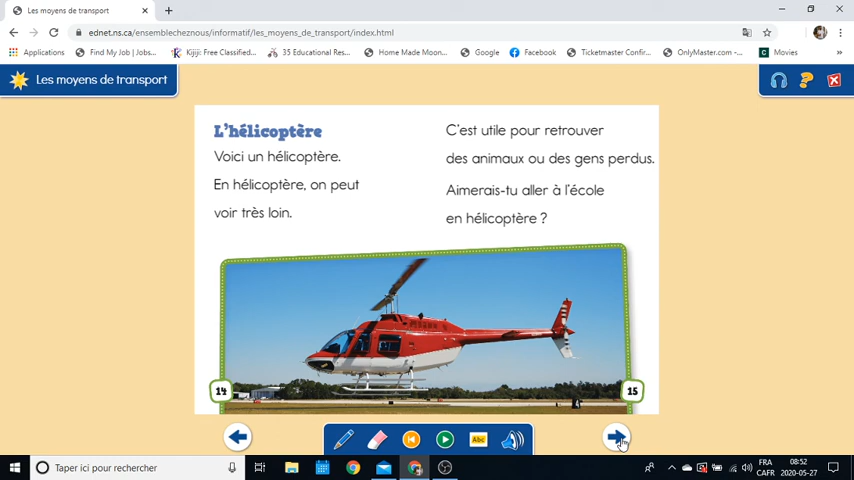 Les moyens de transport
ednet.ns.ca/ensemblecheznous/informatif/les_moyens_de_transport/index.html
Applications
Find My Job | Jobs...
Kijiji: Free Classified...
35 Educational Res...
Home Made Moon...
Google
Facebook
Ticketmaster Confir...
OnlyMaster.com -...
Movies
Les moyens de transport
L'hélicoptère
Voici un hélicoptère.
En hélicoptère, on peut
voir très loin.
C'est utile pour retrouver
des animaux ou des gens perdus.
Aimerais-tu aller à l'école
en hélicoptère ?
14
15
Abc
Taper ici pour rechercher
FRA
CAFR
08:52
2020-05-27